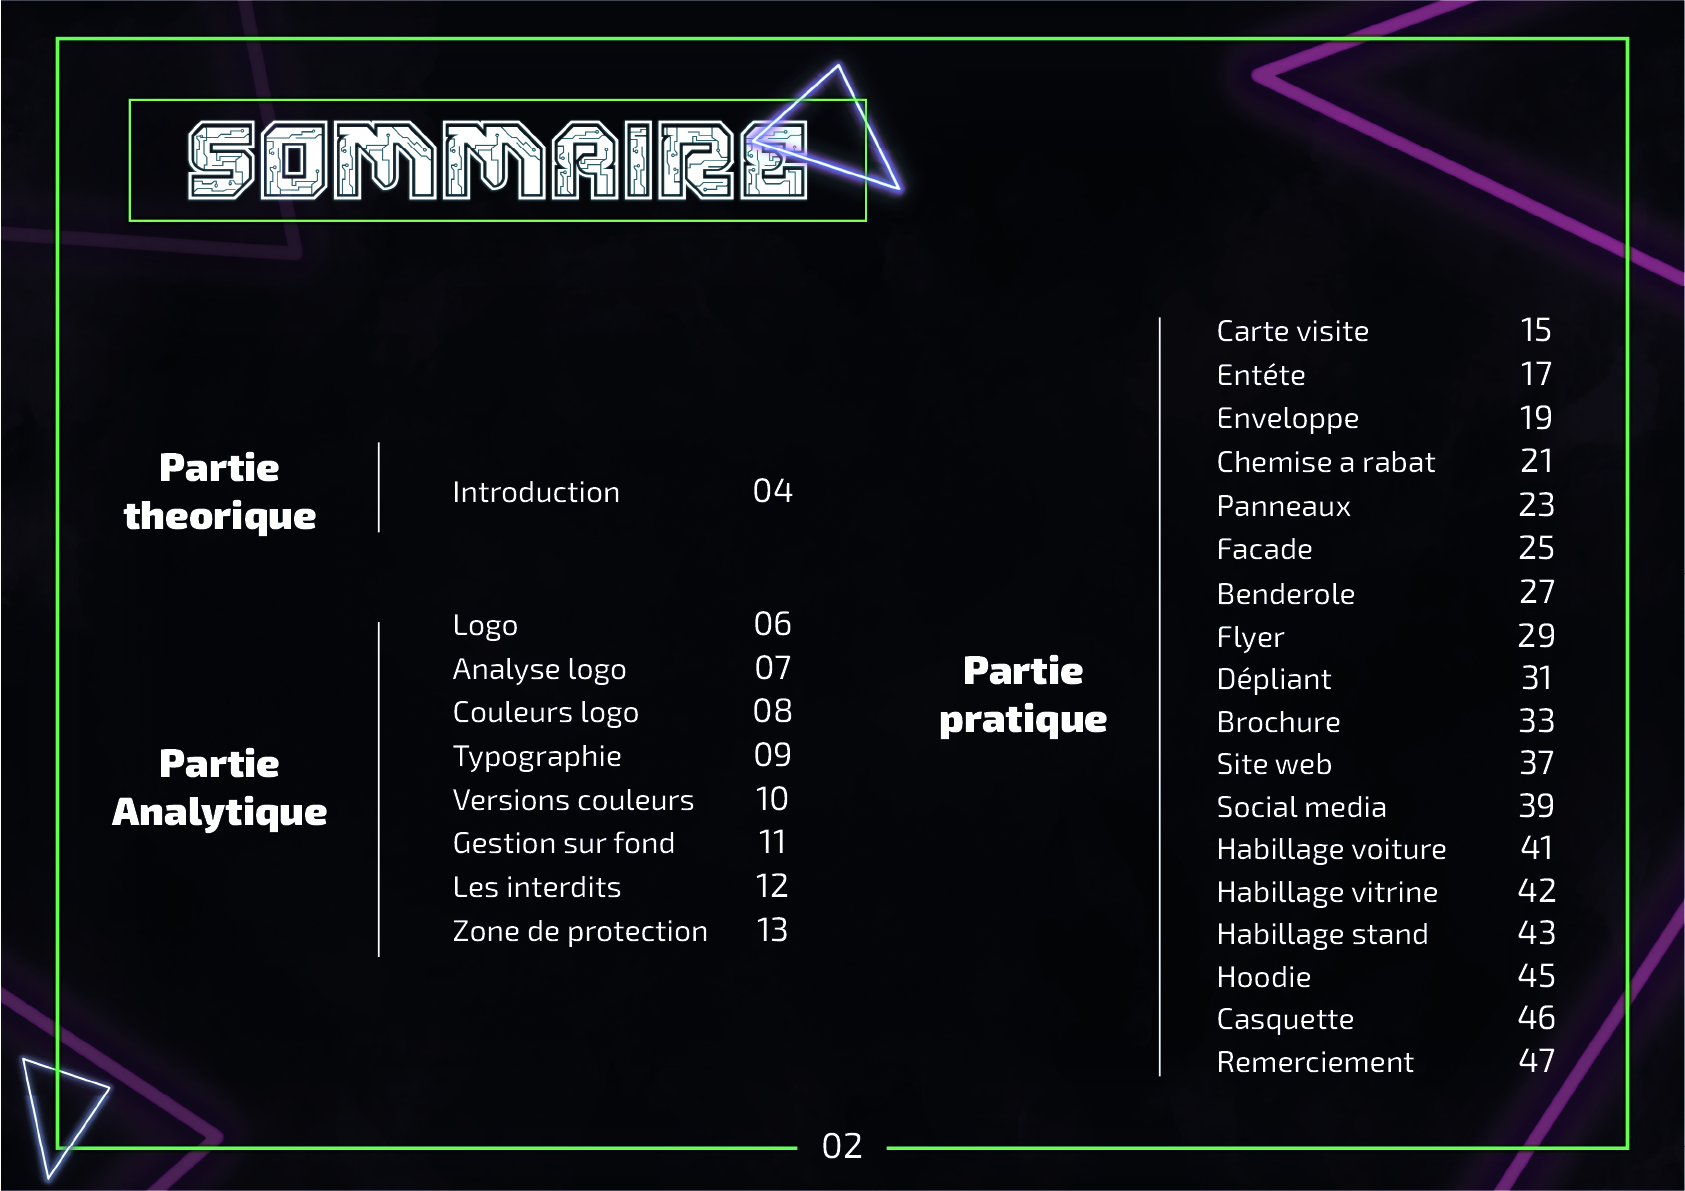 SOMMAIRE
Partie
theorique
Introduction 04
Partie
Analytique
Logo 06
Analyse logo 07
Couleurs logo 08
Typographie 09
Versions couleurs 10
Gestion sur fond 11
Les interdits 12
Zone de protection 13
Partie
pratique
Carte visite 15
Entéte 17
Enveloppe 19
Chemise a rabat 21
Panneaux 23
Facade 25
Benderole 27
Flyer 29
Dépliant 31
Brochure 33
Site web 37
Social media 39
Habillage voiture 41
Habillage vitrine 42
Habillage stand 43
Hoodie 45
Casquette 46
Remerciement 47
02